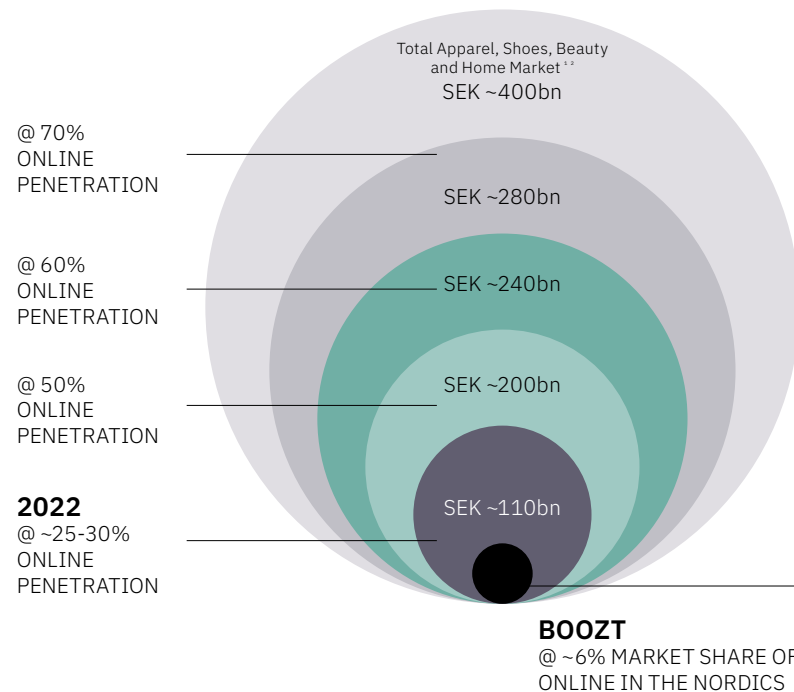 Total Apparel, Shoes, Beauty
and Home Market ¹ ²
SEK ~400bn
@ 70%
ONLINE
PENETRATION
SEK ~280bn
@ 60%
ONLINE
PENETRATION
SEK ~240bn
@ 50%
ONLINE
PENETRATION
SEK ~200bn
2022
@ ~25-30%
ONLINE
PENETRATION
SEK ~110bn
BOOZT
@ ~6% MARKET SHARE OF
ONLINE IN THE NORDICS